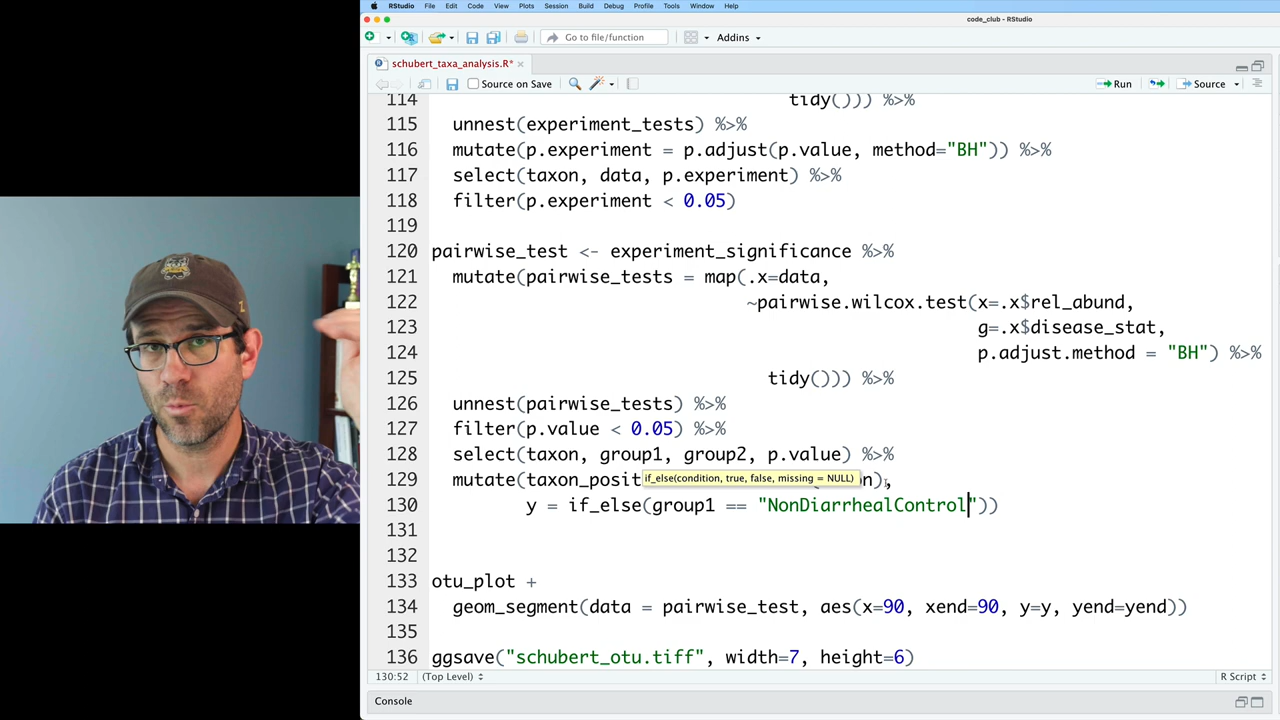 RStudio File Edit Code View Plots Session Build Debug Profile Tools Window Help
code_club - RStudio
Go to file/function Addins
schubert_taxa_analysis.R*
Source on Save Run Source
114 tidy())) %>%
115 unnest(experiment_tests) %>%
116 mutate(p.experiment = p.adjust(p.value, method="BH")) %>%
117 select(taxon, data, p.experiment) %>%
118 filter(p.experiment < 0.05)
119
120 pairwise_test <- experiment_significance %>%
121 mutate(pairwise_tests = map(.x=data,
122 ~pairwise.wilcox.test(x=.x$rel_abund,
123 g=.x$disease_stat,
124 p.adjust.method = "BH") %>%
125 tidy())) %>%
126 unnest(pairwise_tests) %>%
127 filter(p.value < 0.05) %>%
128 select(taxon, group1, group2, p.value) %>%
if_else(condition, true, false, missing = NULL)
129 mutate(taxon_posit n),
130 y = if_else(group1 == "NonDiarrhealControl"))
131
132
133 otu_plot +
134 geom_segment(data = pairwise_test, aes(x=90, xend=90, y=y, yend=yend))
135
136 ggsave("schubert_otu.tiff", width=7, height=6)
130:52 (Top Level) R Script
Console
1